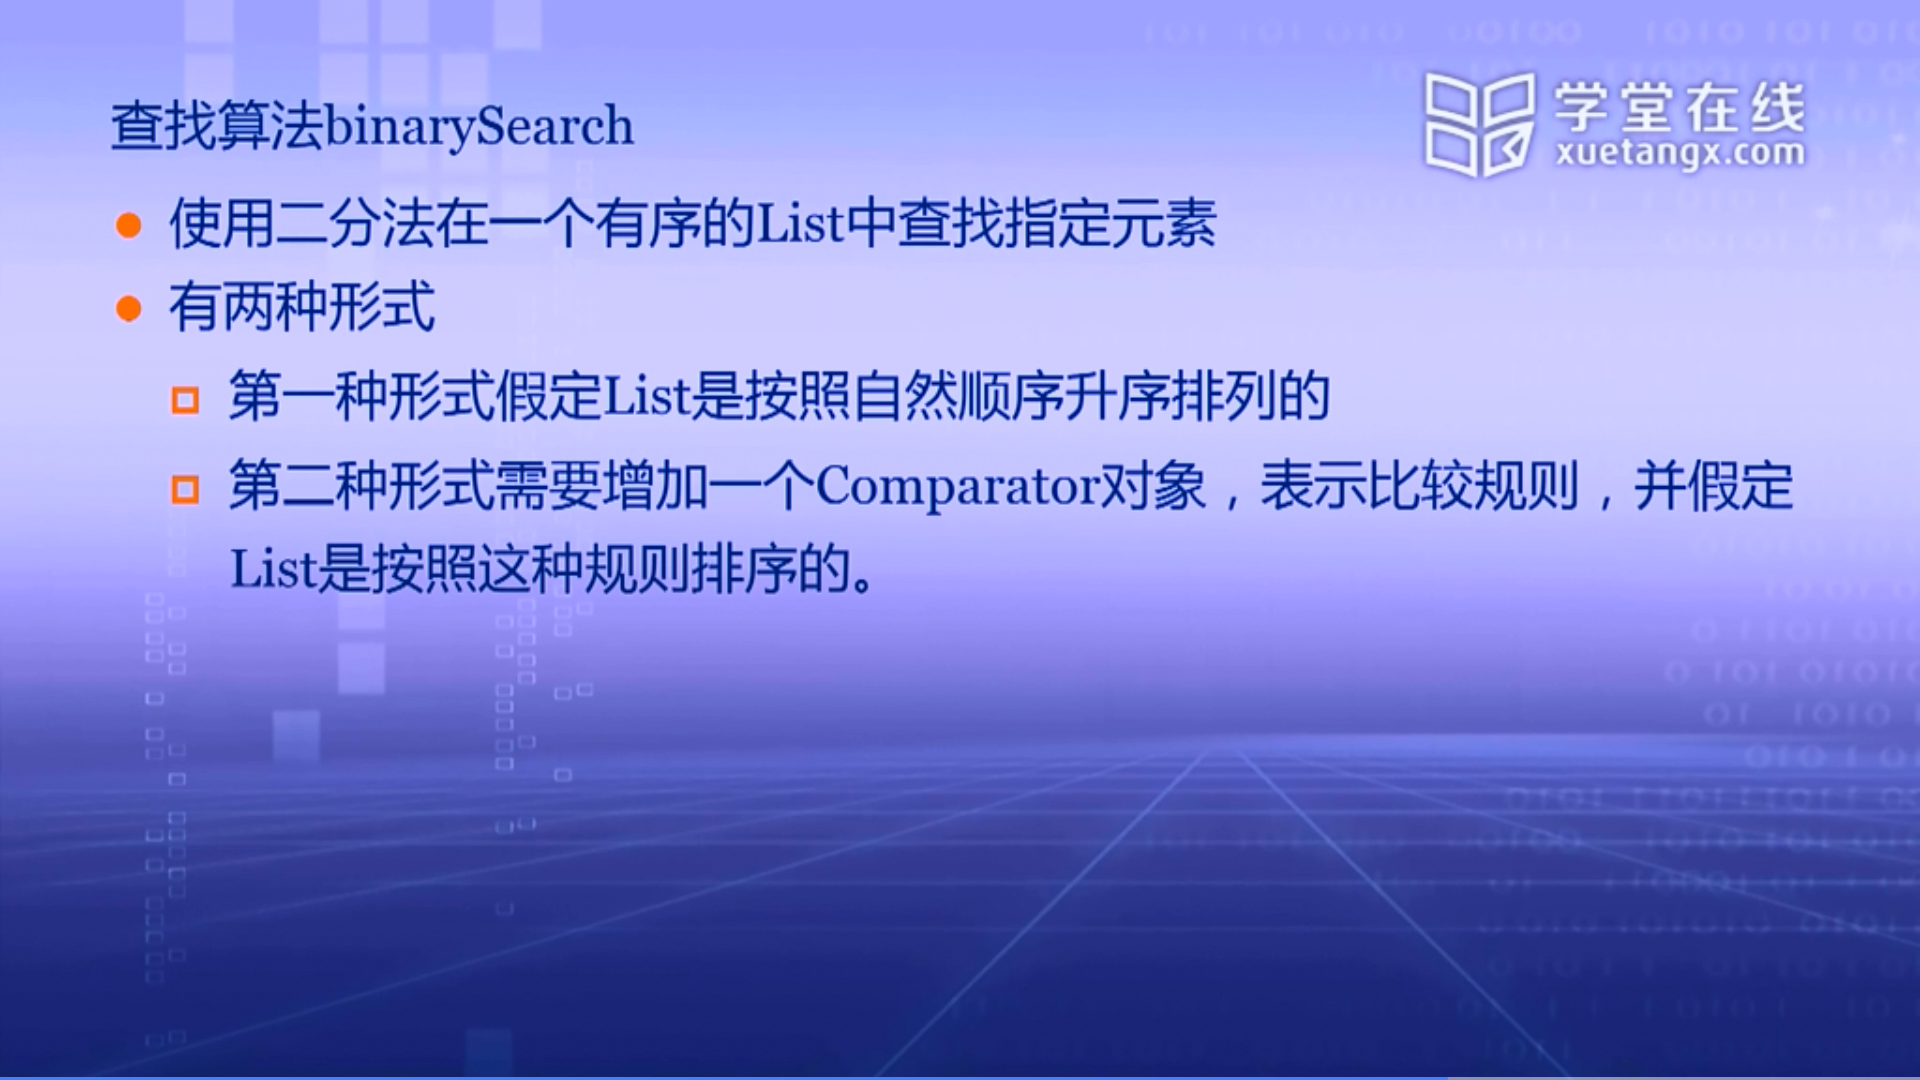 查找算法binarySearch
学堂在线
xuetangx.com
使用二分法在一个有序的List中查找指定元素
有两种形式
第一种形式假定List是按照自然顺序升序排列的
第二种形式需要增加一个Comparator对象，表示比较规则，并假定
List是按照这种规则排序的。